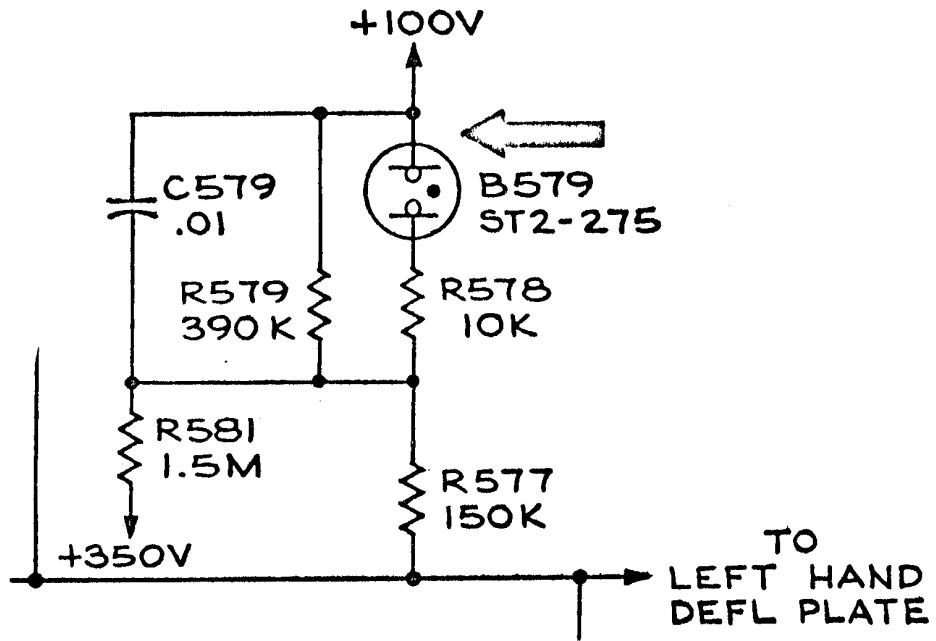 +100V
C579
.01
B579
ST2-275
R579
390K
R578
10K
R581
1.5M
R577
150K
+350V
TO
LEFT HAND
DEFL PLATE